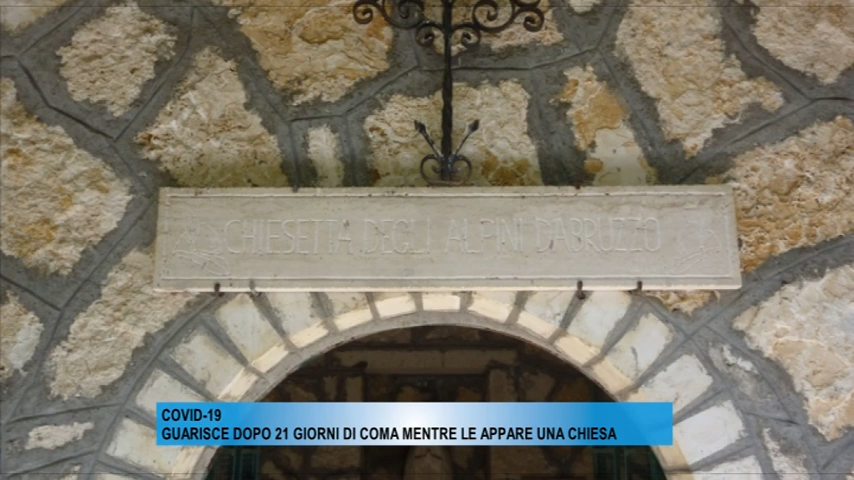 CHIESETTA DEGLI ALPINI D'ABRUZZO
COVID-19
GUARISCE DOPO 21 GIORNI DI COMA MENTRE LE APPARE UNA CHIESA